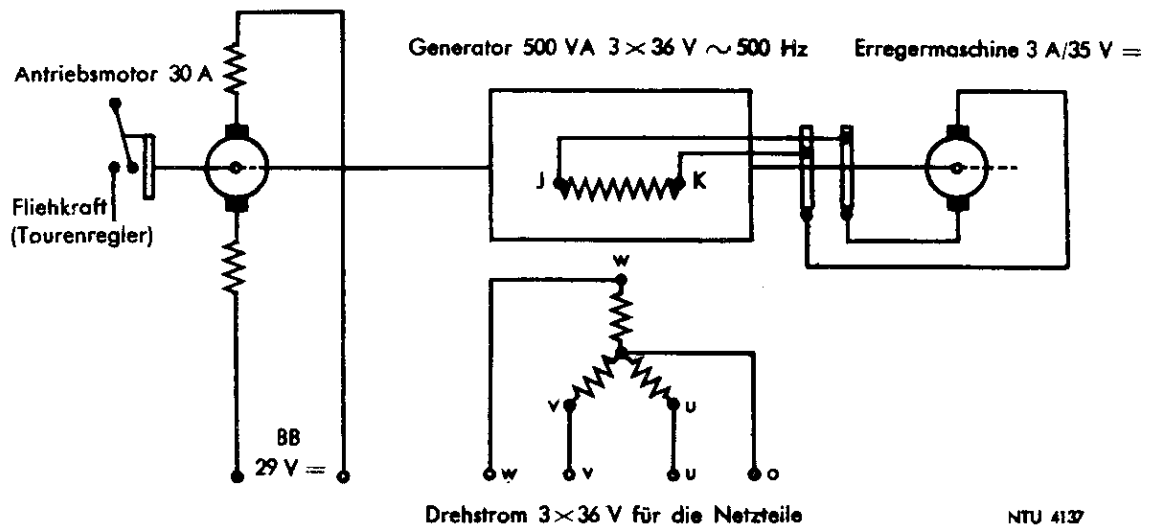 Generator 500 VA 3 × 36 V ∼ 500 Hz
Erregermaschine 3 A/35 V =
Antriebsmotor 30 A
J
K
Fliehkraft
(Tourenregler)
w
v
u
BB
29 V =
w
v
u
o
Drehstrom 3 × 36 V für die Netzteile
NTU 4137